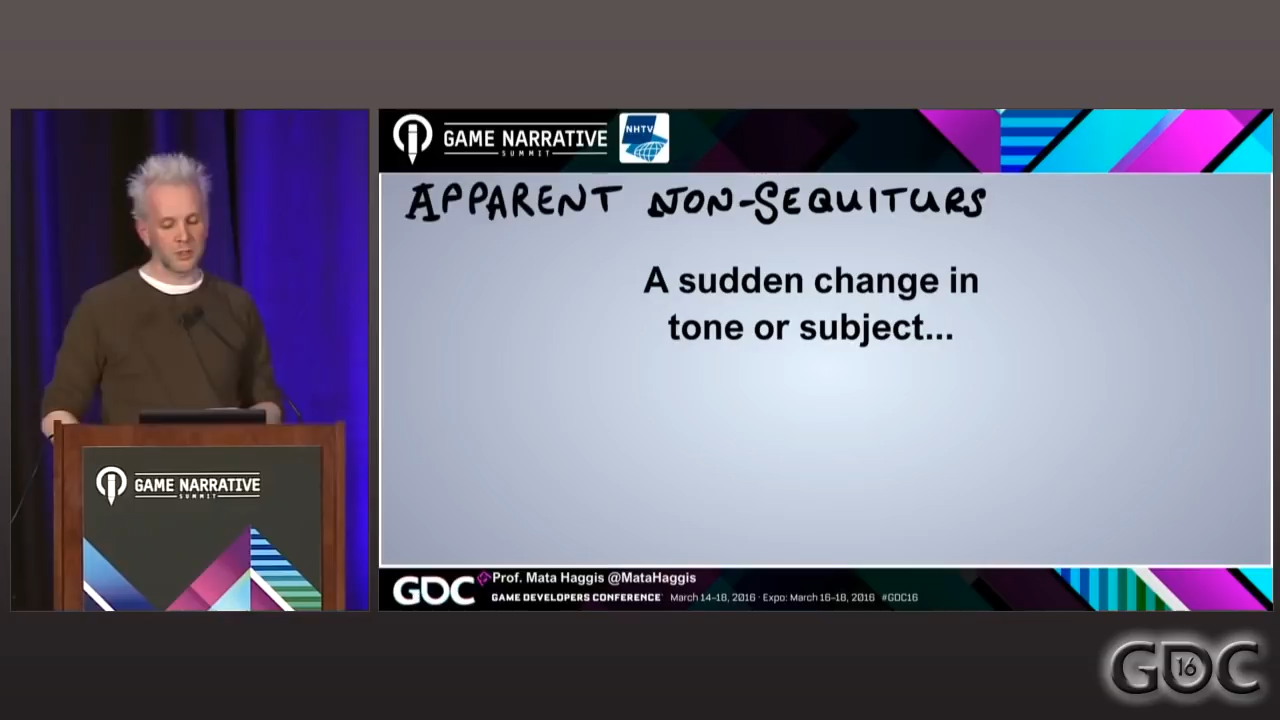 GAME NARRATIVE
SUMMIT
NHTV
APPARENT NON-SEQUITURS
A sudden change in
tone or subject...
GAME NARRATIVE
SUMMIT
GDC
Prof. Mata Haggis @MataHaggis
GAME DEVELOPERS CONFERENCE March 14-18, 2016 · Expo: March 16-18, 2016 #GDC16
GDC 16